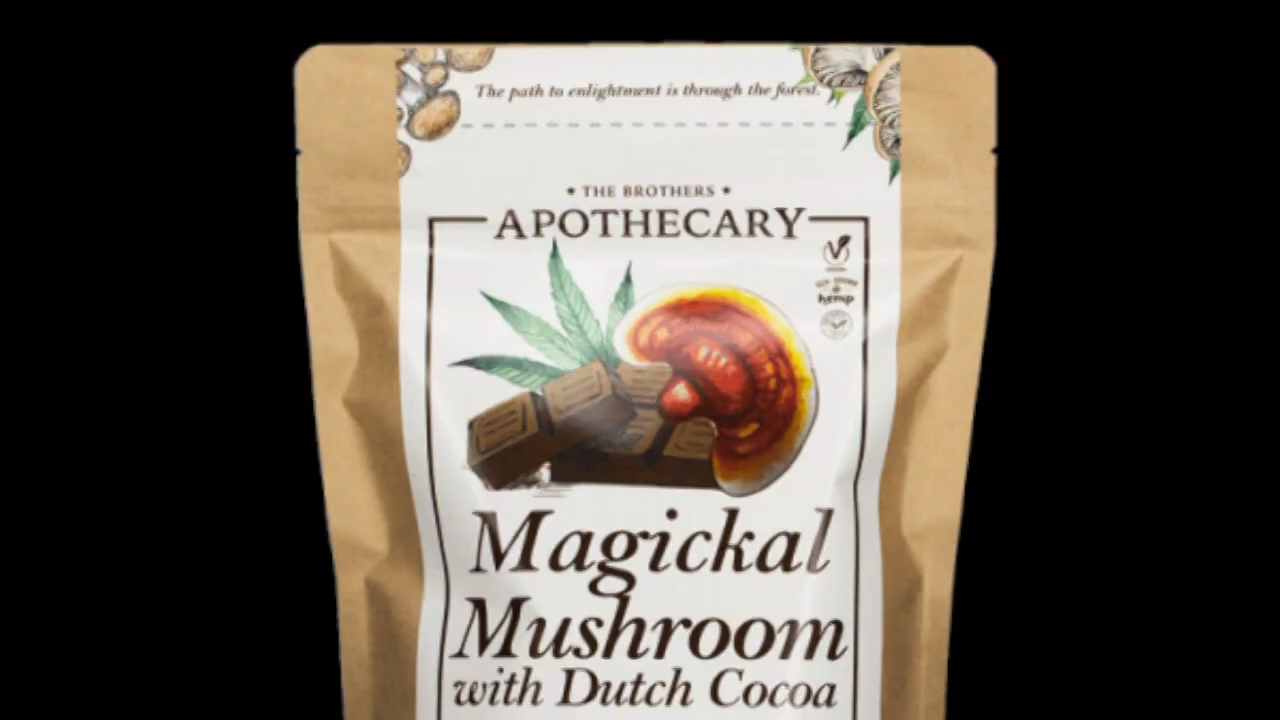 The path to enlightment is through the forest.
• THE BROTHERS •
APOTHECARY
hemp
Magickal
Mushroom
with Dutch Cocoa